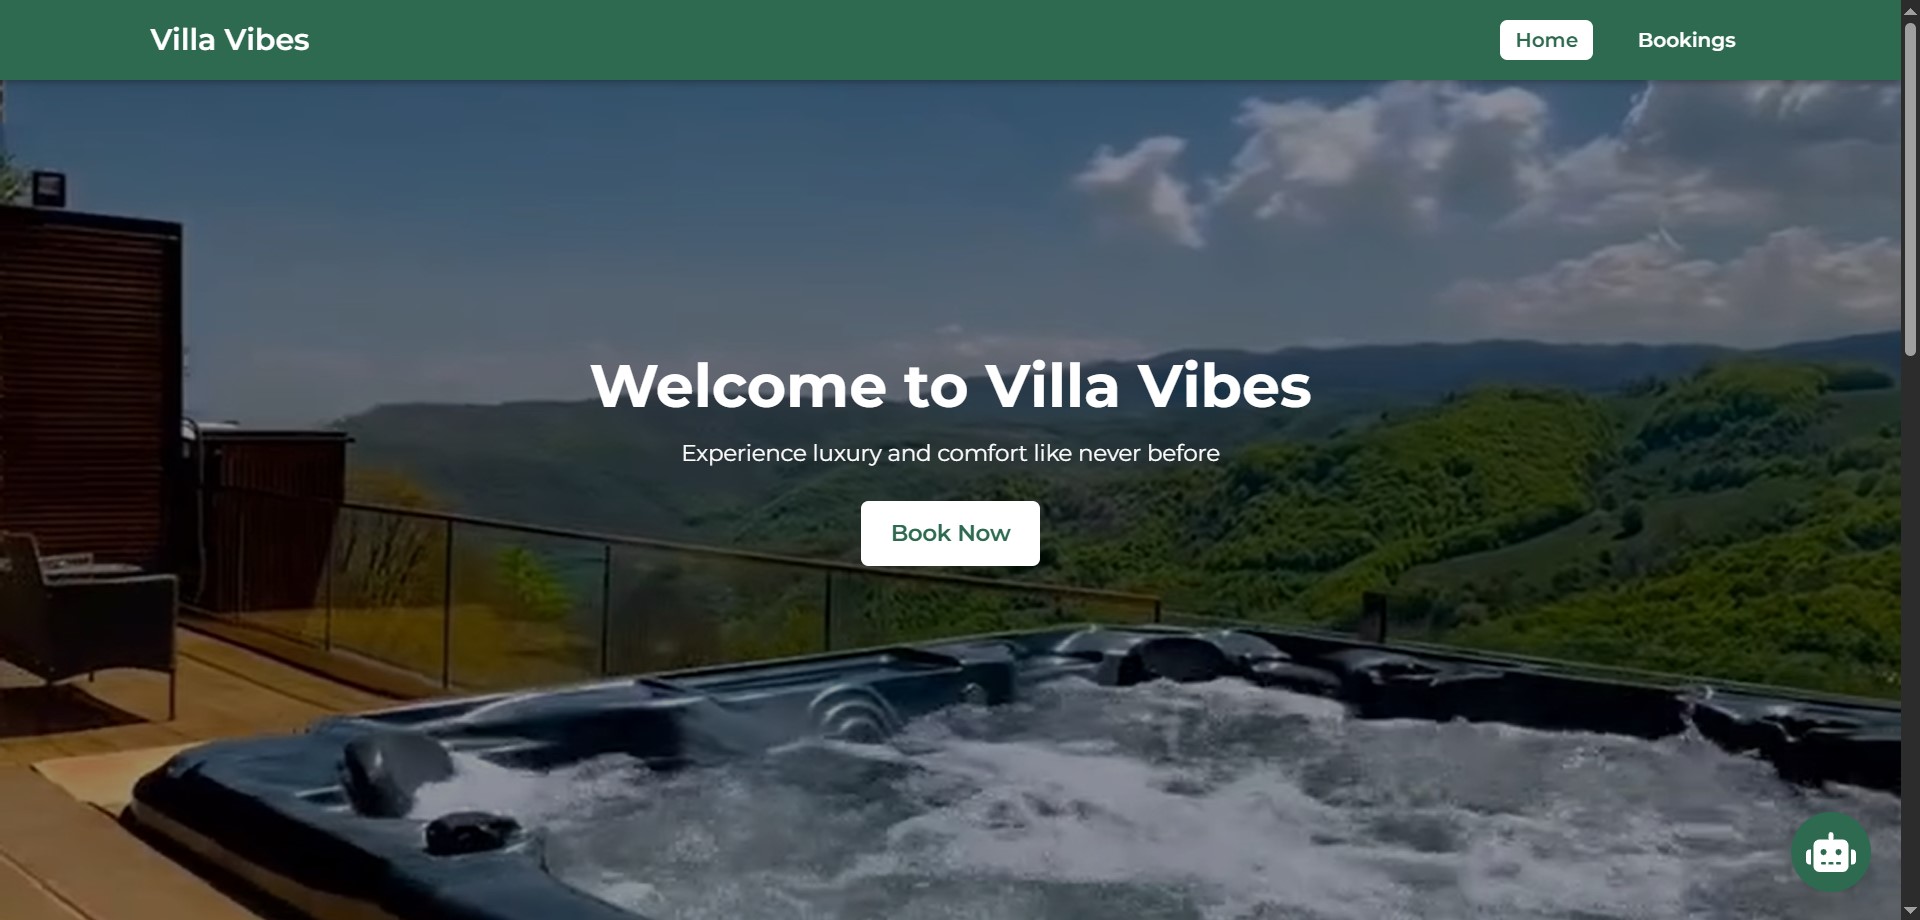 Villa Vibes
Home
Bookings
Welcome to Villa Vibes
Experience luxury and comfort like never before
Book Now